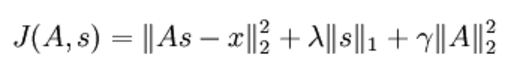 J(A, s) = ‖As − x‖₂² + λ‖s‖₁ + γ‖A‖₂²